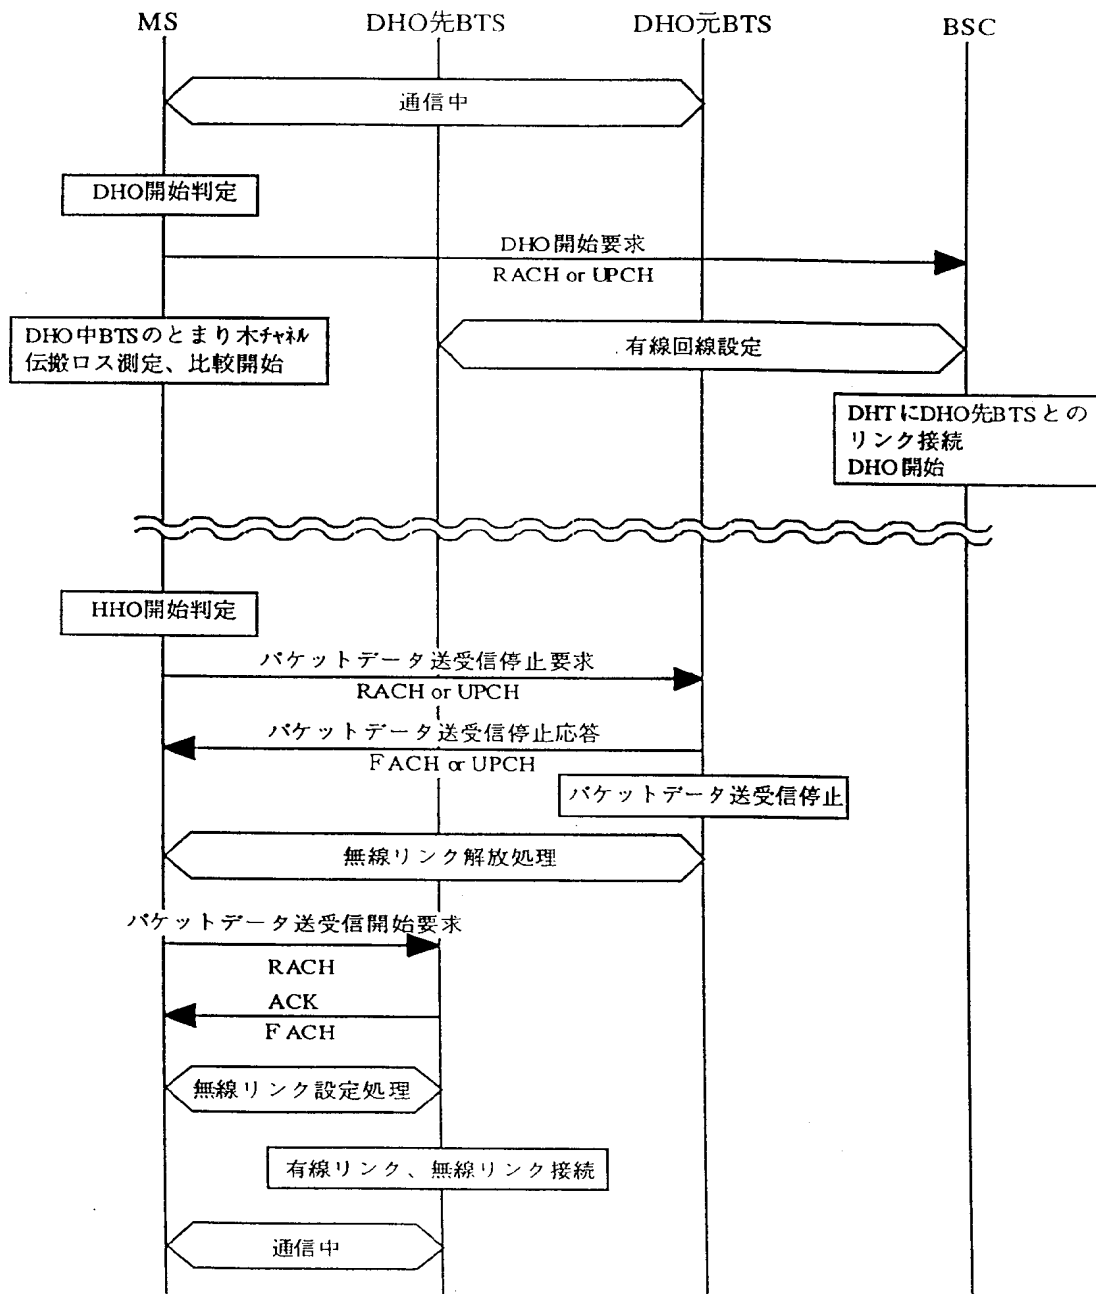 MS
DHO先BTS
DHO元BTS
BSC
通信中
DHO開始判定
DHO開始要求
RACH or UPCH
DHO中BTSのとまり木チャネル
伝搬ロス測定、比較開始
有線回線設定
DHTにDHO先BTSとの
リンク接続
DHO開始
HHO開始判定
パケットデータ送受信停止要求
RACH or UPCH
パケットデータ送受信停止応答
FACH or UPCH
パケットデータ送受信停止
無線リンク解放処理
パケットデータ送受信開始要求
RACH
ACK
FACH
無線リンク設定処理
有線リンク、無線リンク接続
通信中